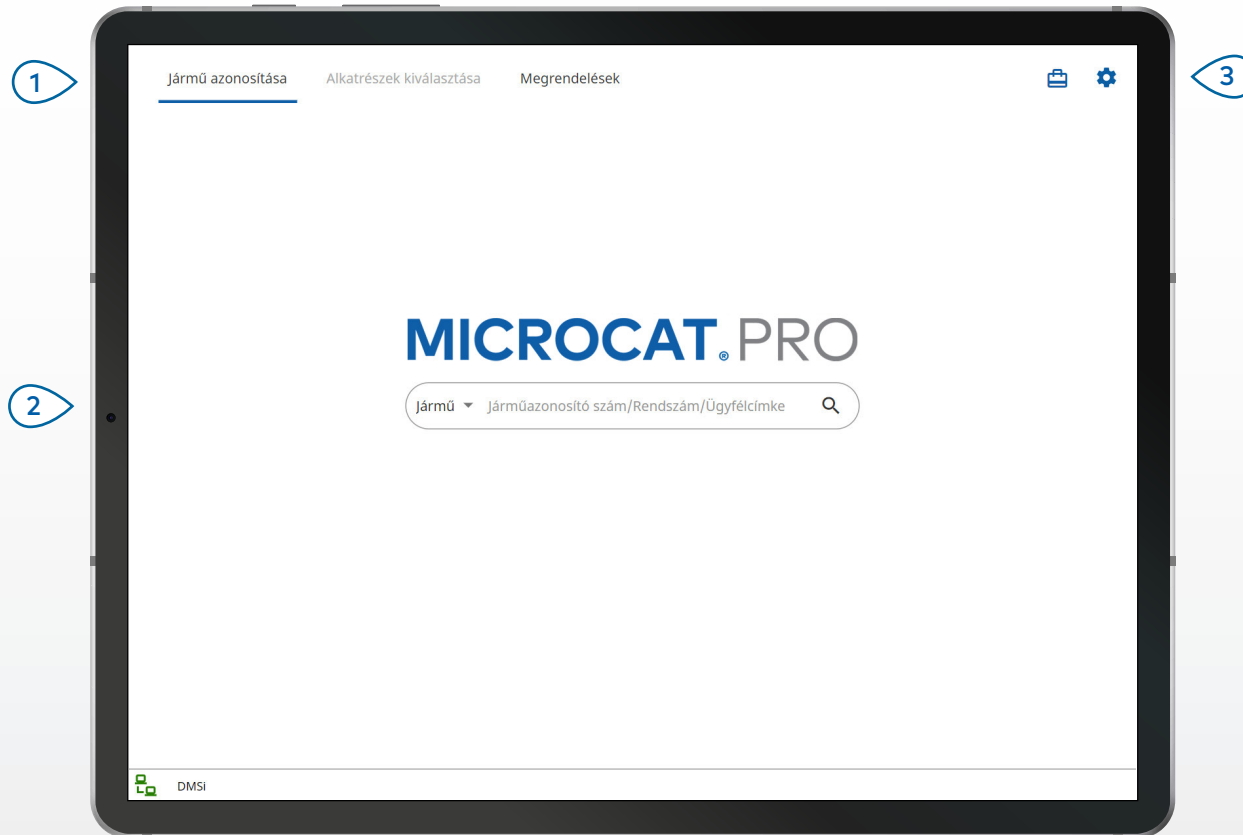 1
Jármű azonosítása
Alkatrészek kiválasztása
Megrendelések
3
MICROCAT® PRO
2
Jármű
Járműazonosító szám/Rendszám/Ügyfélcímke
DMSi